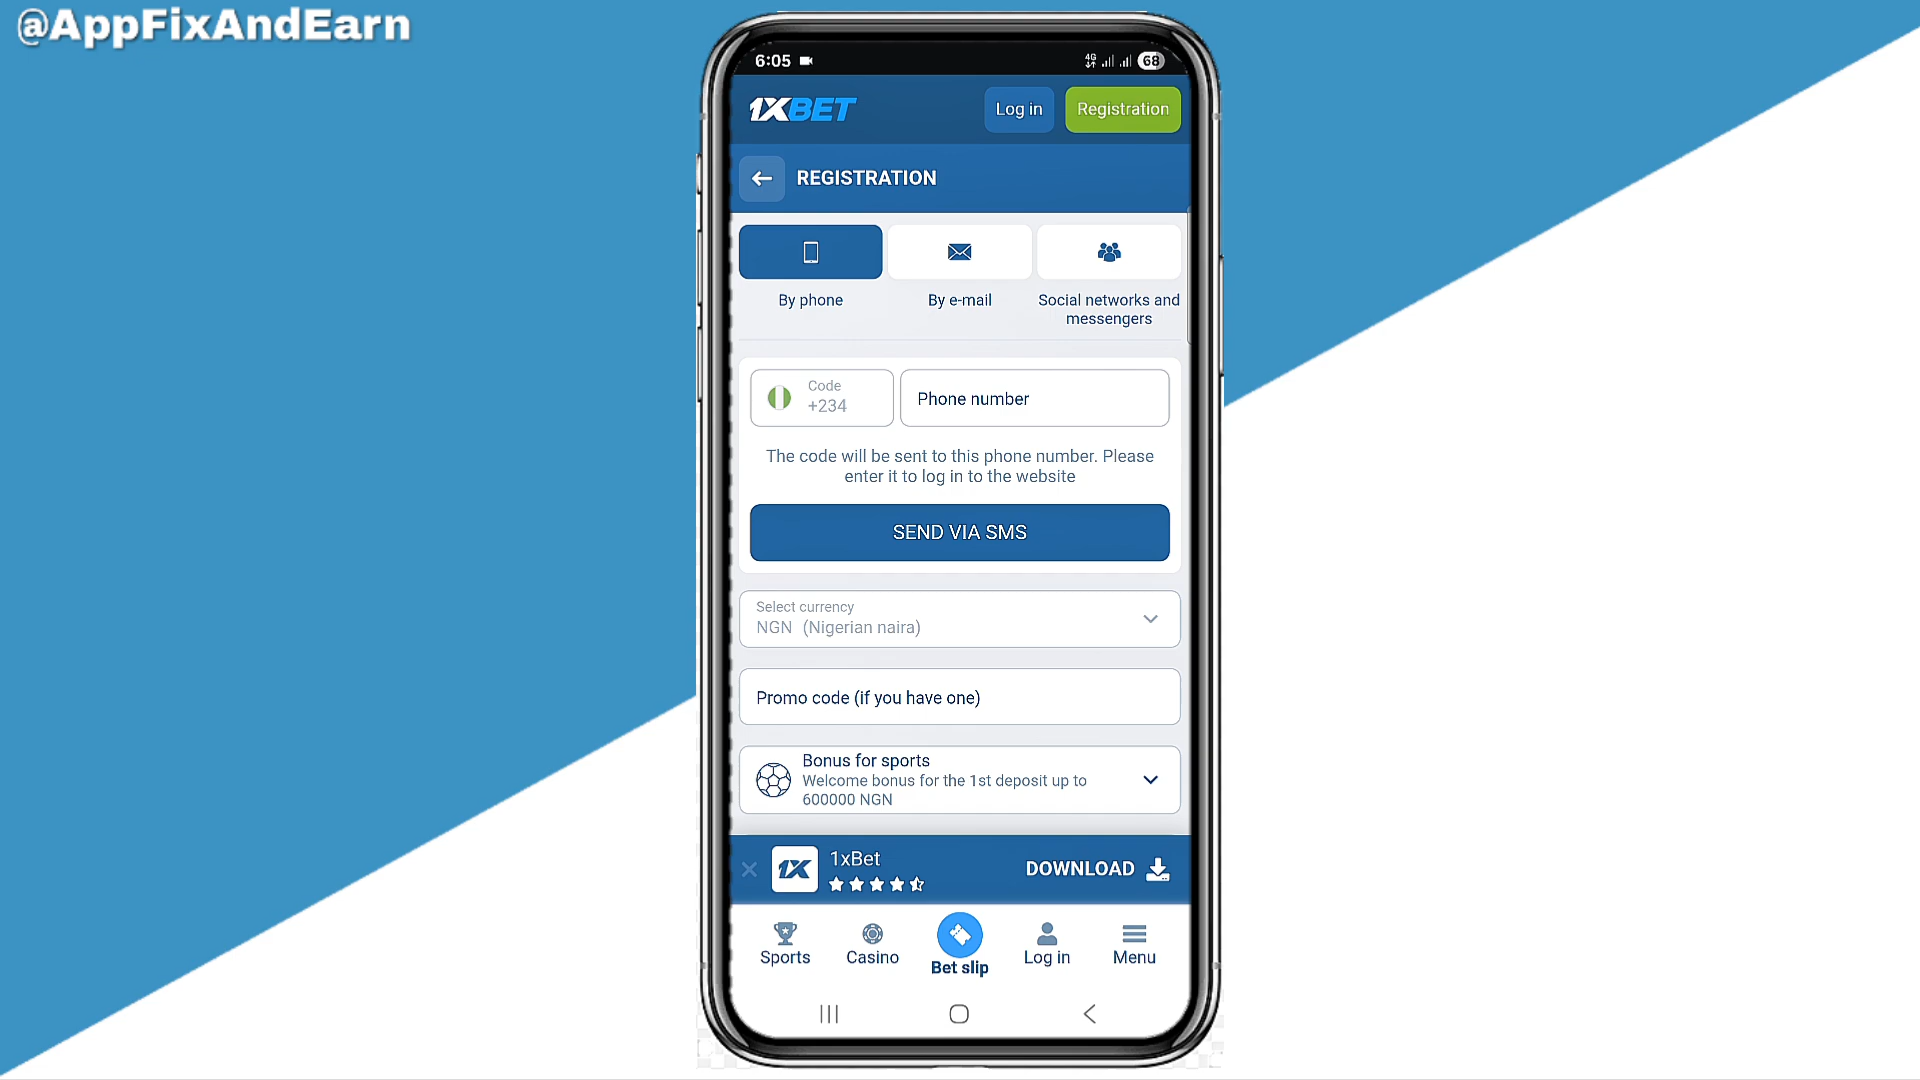 @AppFixAndEarn
6:05
4G
68
1XBET
Log in
Registration
REGISTRATION
By phone
By e-mail
Social networks and
messengers
Code
+234
Phone number
The code will be sent to this phone number. Please
enter it to log in to the website
SEND VIA SMS
Select currency
NGN (Nigerian naira)
Promo code (if you have one)
Bonus for sports
Welcome bonus for the 1st deposit up to
600000 NGN
1X
1xBet
DOWNLOAD
Sports
Casino
Bet slip
Log in
Menu